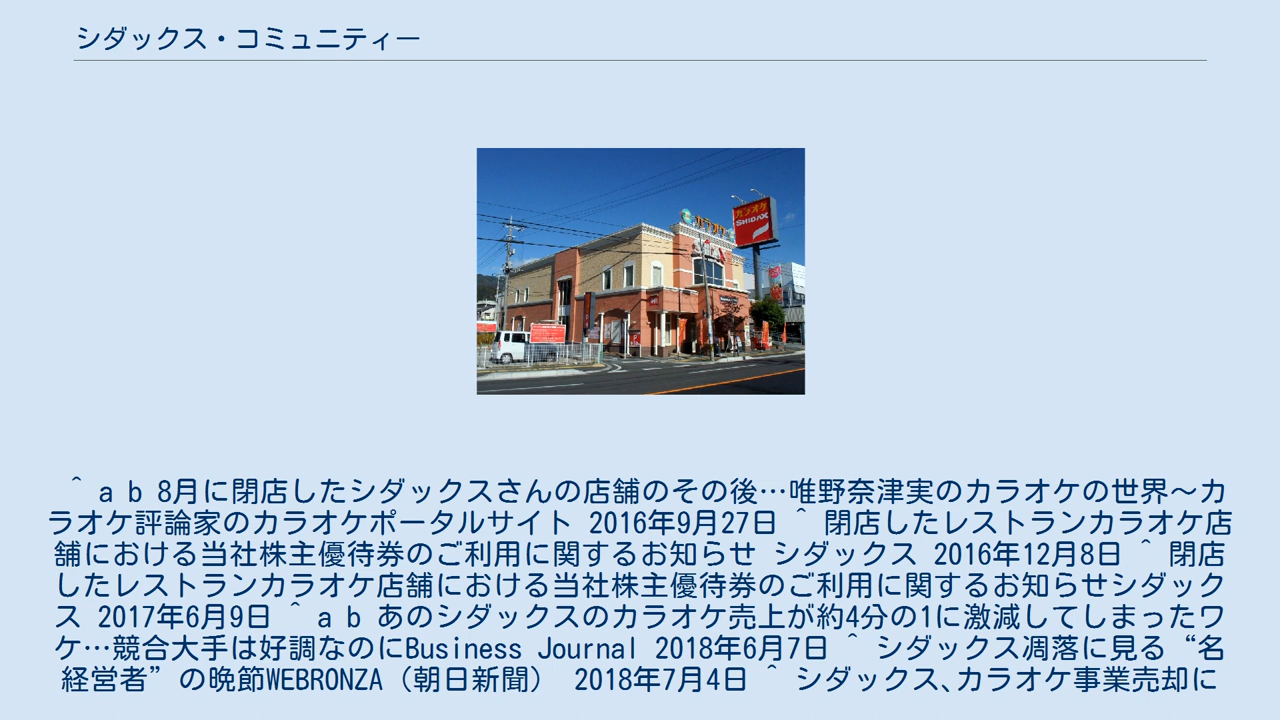 シダックス・コミュニティー
カラオケ
カラオケ
SHIDAX
^ a b 8月に閉店したシダックスさんの店舗のその後…唯野奈津実のカラオケの世界～カ
ラオケ評論家のカラオケポータルサイト 2016年9月27日 ^ 閉店したレストランカラオケ店
舗における当社株主優待券のご利用に関するお知らせ シダックス 2016年12月8日 ^ 閉店
したレストランカラオケ店舗における当社株主優待券のご利用に関するお知らせシダック
ス 2017年6月9日 ^ a b あのシダックスのカラオケ売上が約4分の1に激減してしまったワ
ケ…競合大手は好調なのにBusiness Journal 2018年6月7日 ^ シダックス凋落に見る“名
経営者”の晩節WEBRONZA（朝日新聞） 2018年7月4日 ^ シダックス､カラオケ事業売却に